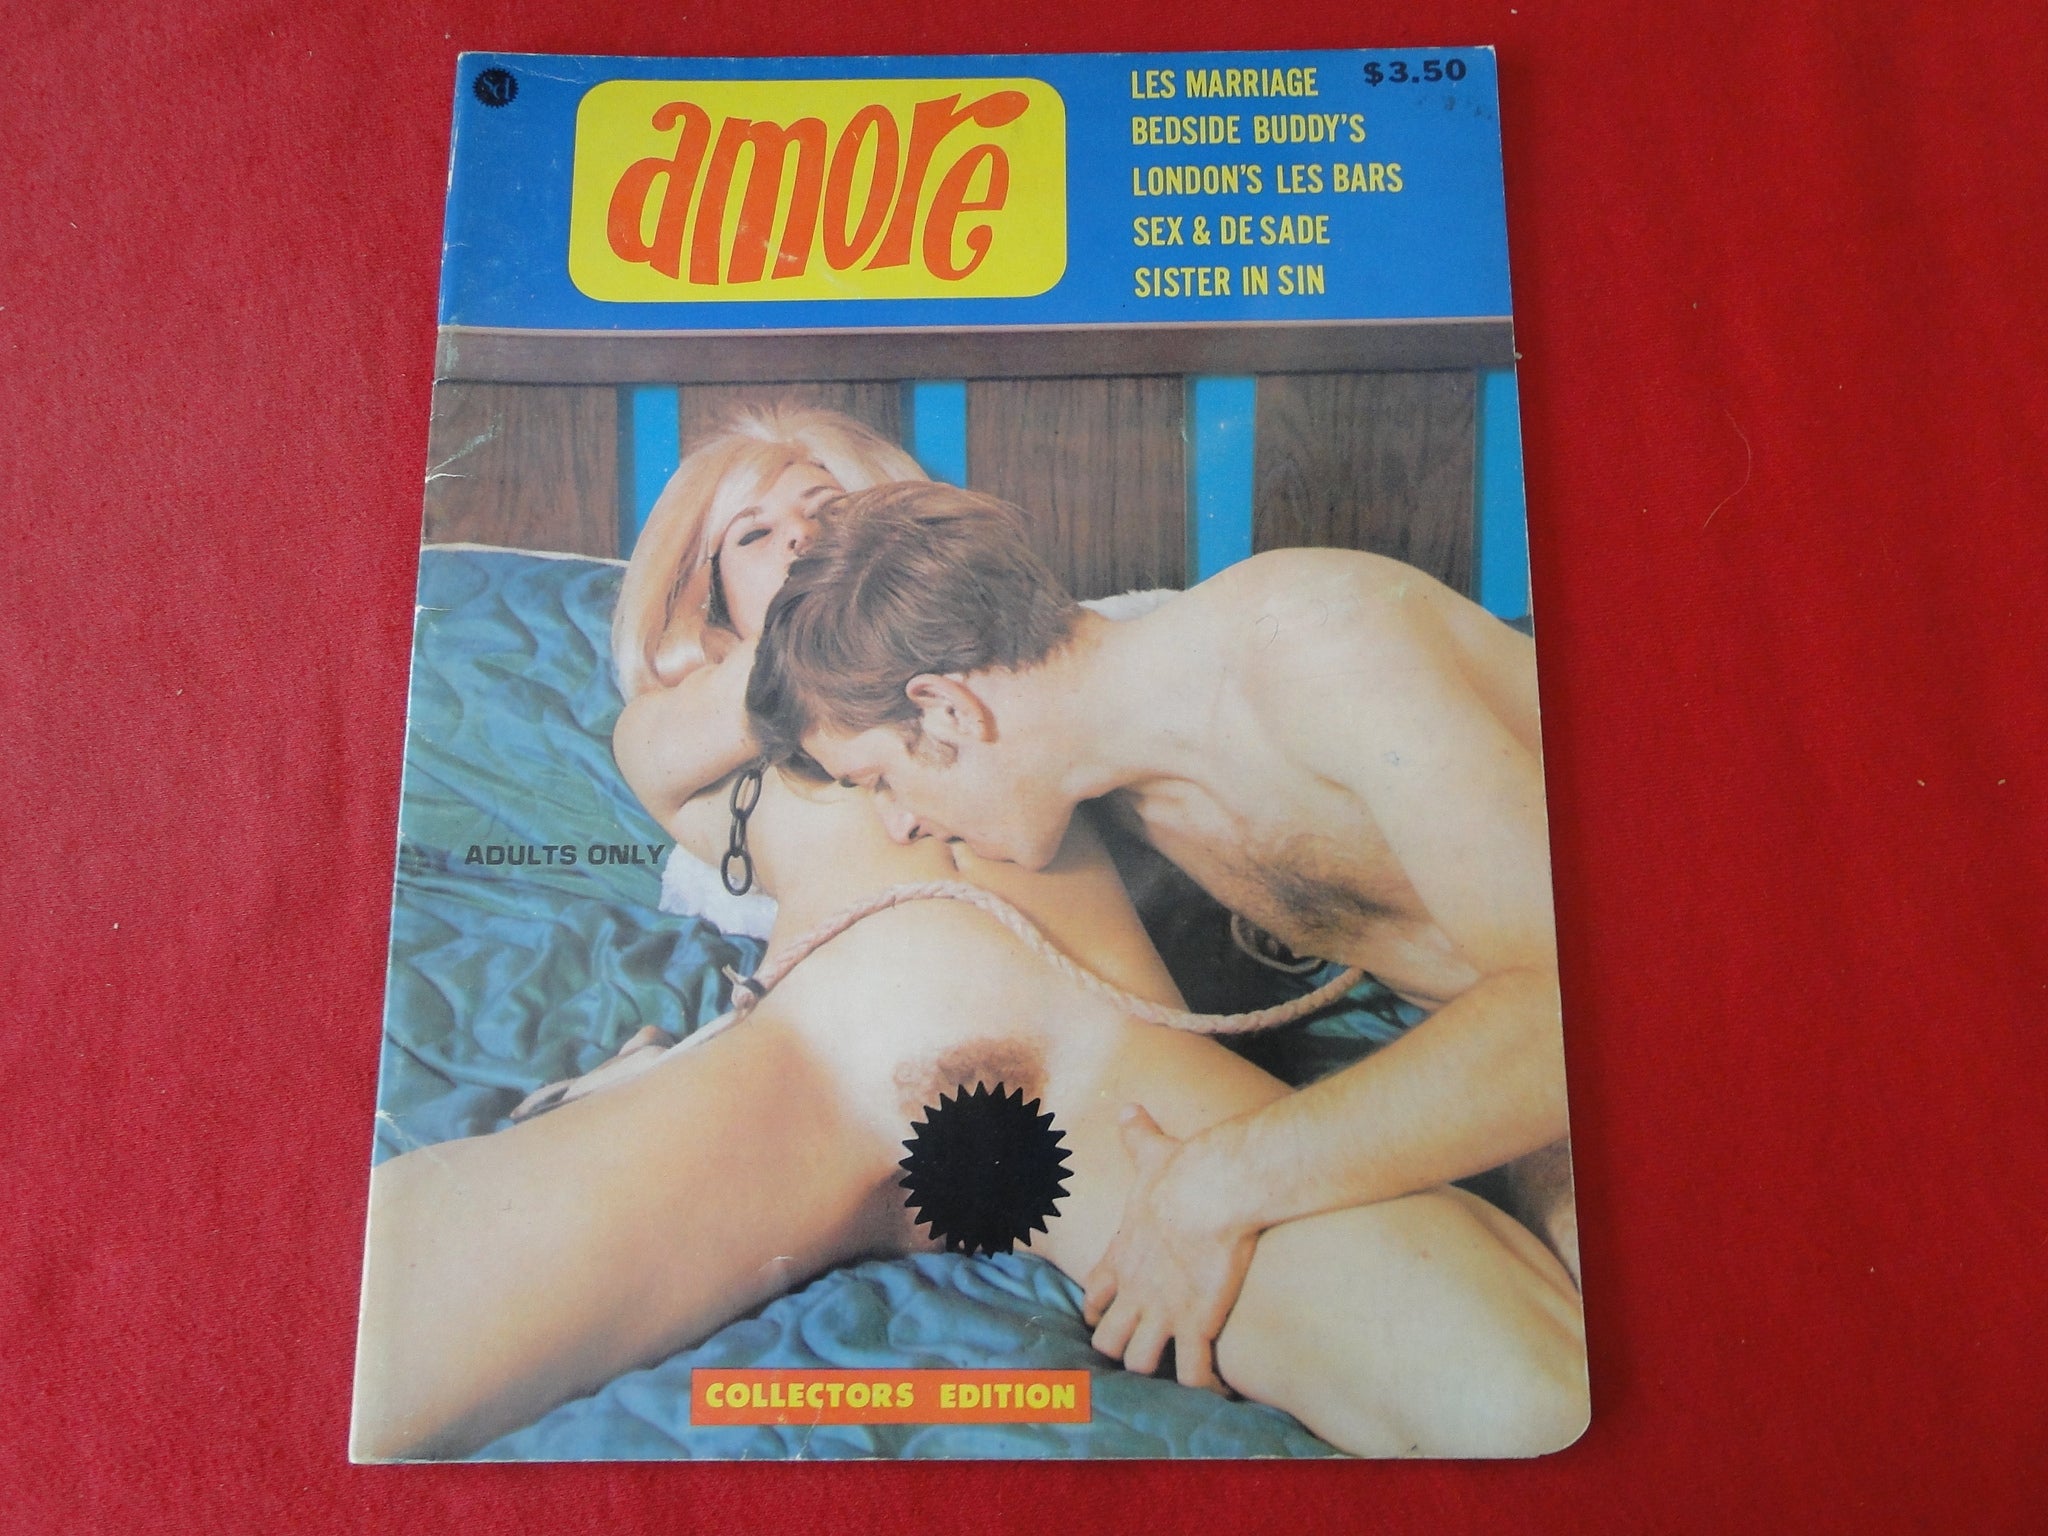 amore
$3.50
LES MARRIAGE
BEDSIDE BUDDY'S
LONDON'S LES BARS
SEX & DE SADE
SISTER IN SIN
ADULTS ONLY
COLLECTORS EDITION